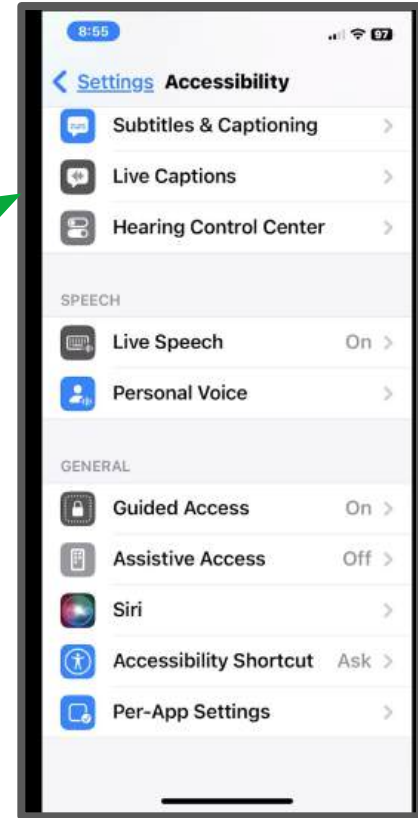 8:55
97
Settings Accessibility
Subtitles & Captioning
Live Captions
Hearing Control Center
SPEECH
Live Speech On
Personal Voice
GENERAL
Guided Access On
Assistive Access Off
Siri
Accessibility Shortcut Ask
Per-App Settings